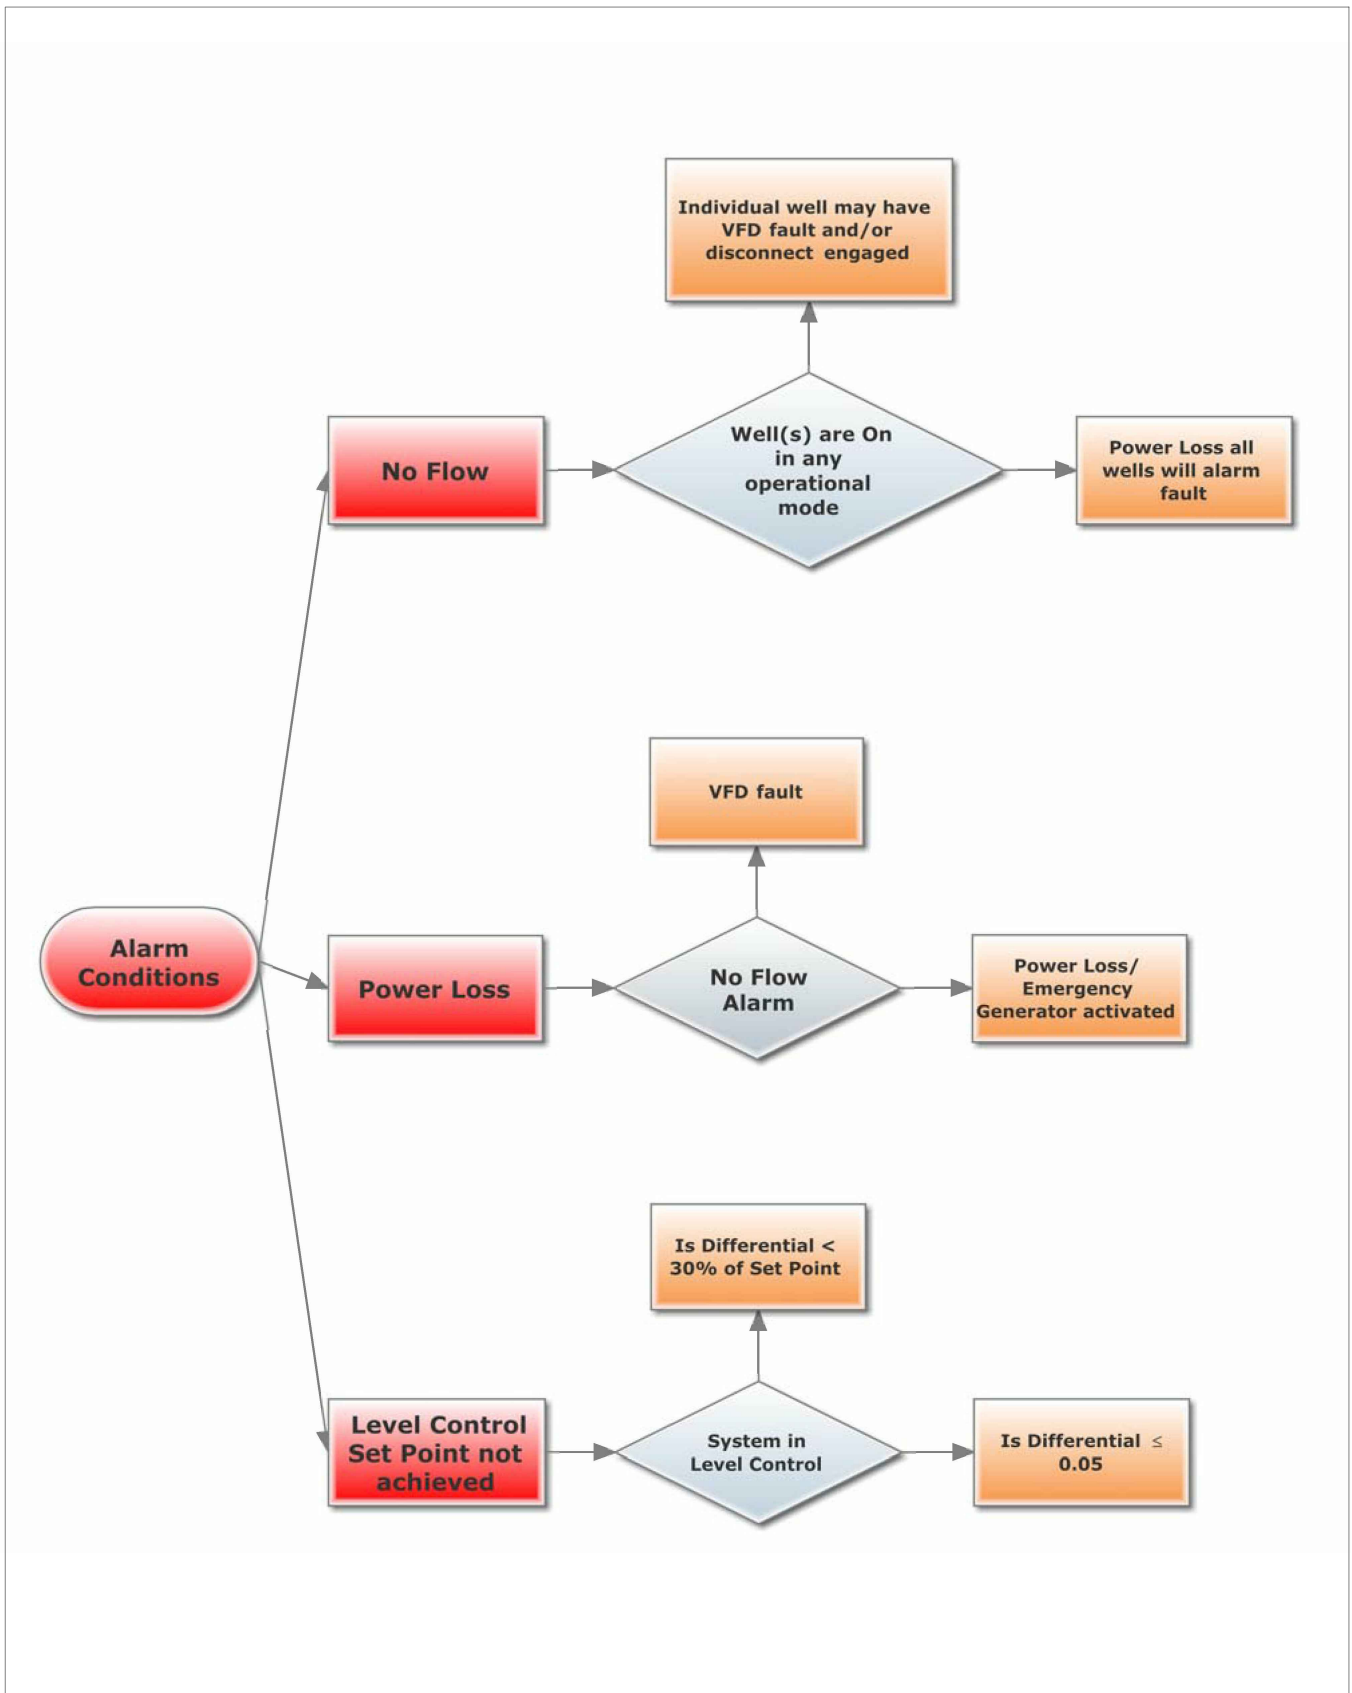 Individual well may have
VFD fault and/or
disconnect engaged
No Flow
Well(s) are On
in any
operational
mode
Power Loss all
wells will alarm
fault
VFD fault
Alarm
Conditions
Power Loss
No Flow
Alarm
Power Loss/
Emergency
Generator activated
Is Differential <
30% of Set Point
Level Control
Set Point not
achieved
System in
Level Control
Is Differential ≤
0.05